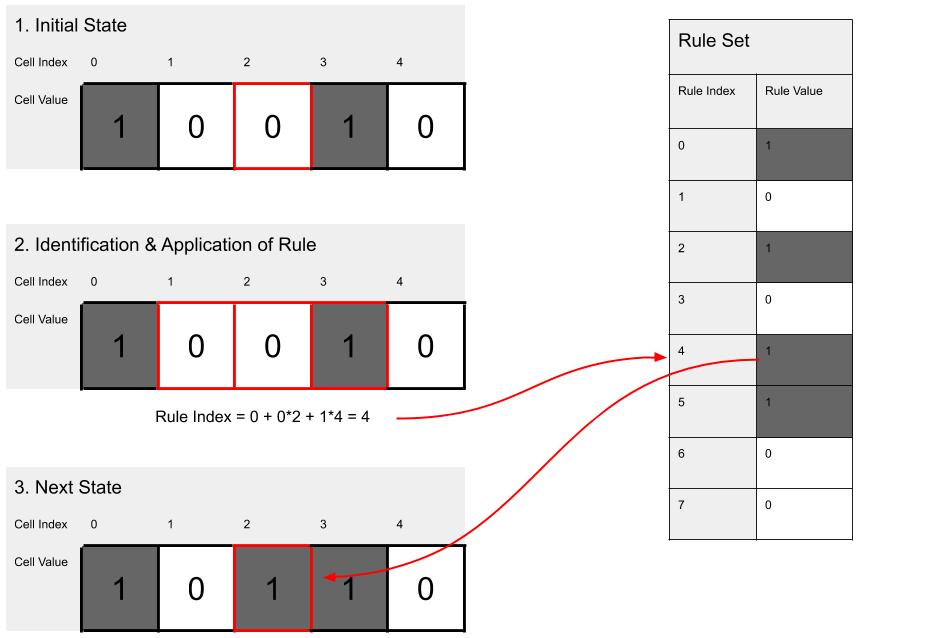 1. Initial State
Cell Index 0 1 2 3 4
Cell Value
1 0 0 1 0
2. Identification & Application of Rule
Cell Index 0 1 2 3 4
Cell Value
1 0 0 1 0
Rule Index = 0 + 0*2 + 1*4 = 4
3. Next State
Cell Index 0 1 2 3 4
Cell Value
1 0 1 1 0
Rule Set
Rule Index Rule Value
0 1
1 0
2 1
3 0
4 1
5 1
6 0
7 0